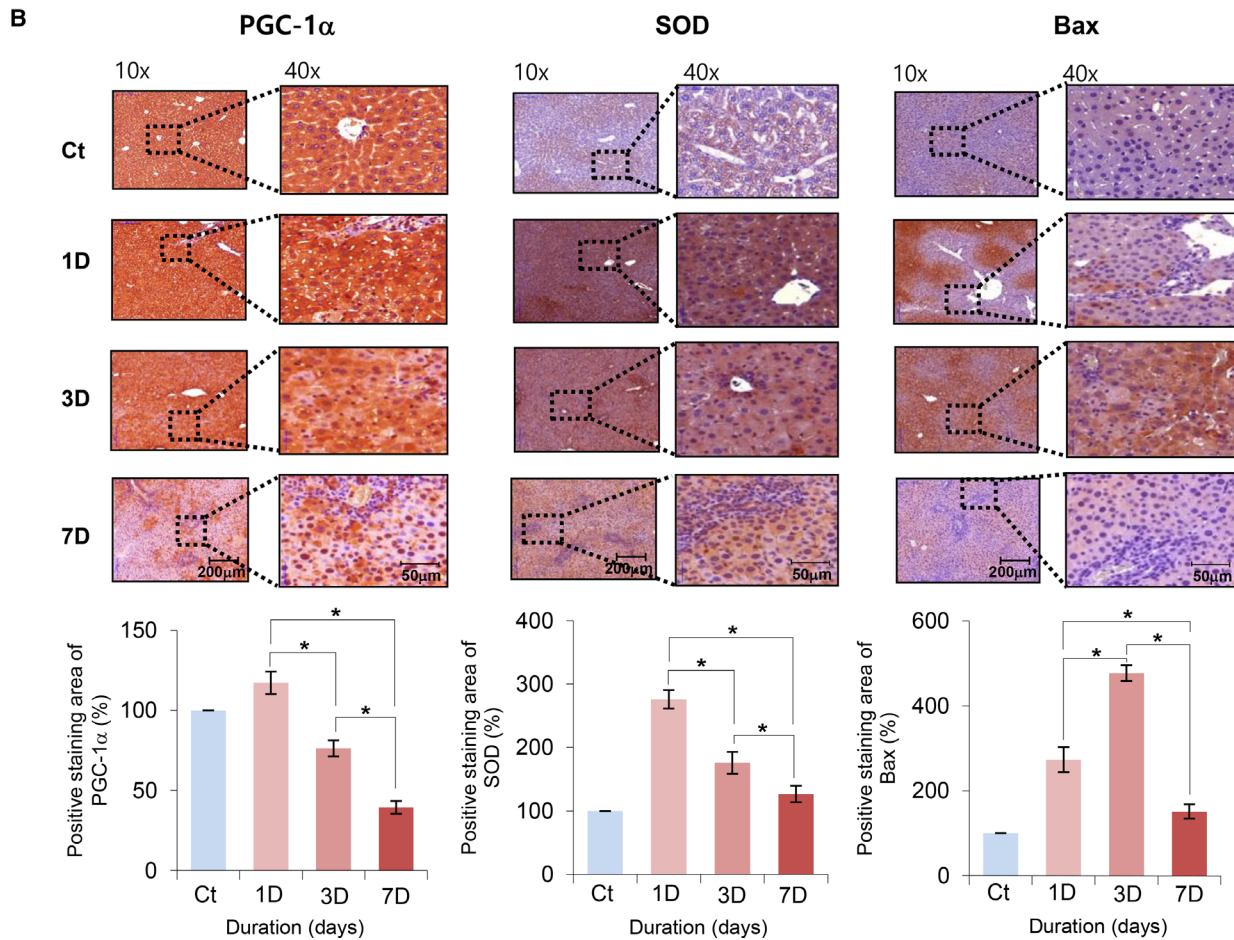 B
PGC-1α
SOD
Bax
10x
40x
10x
40x
10x
40x
Ct
1D
3D
7D
200μm
50μm
200μm
50μm
200μm
50μm
Positive staining area of
PGC-1α (%)
150
100
50
0
*
*
*
Ct
1D
3D
7D
Duration (days)
Positive staining area of
SOD (%)
400
300
200
100
0
*
*
*
Ct
1D
3D
7D
Duration (days)
Positive staining area of
Bax (%)
600
400
200
0
*
*
*
Ct
1D
3D
7D
Duration (days)